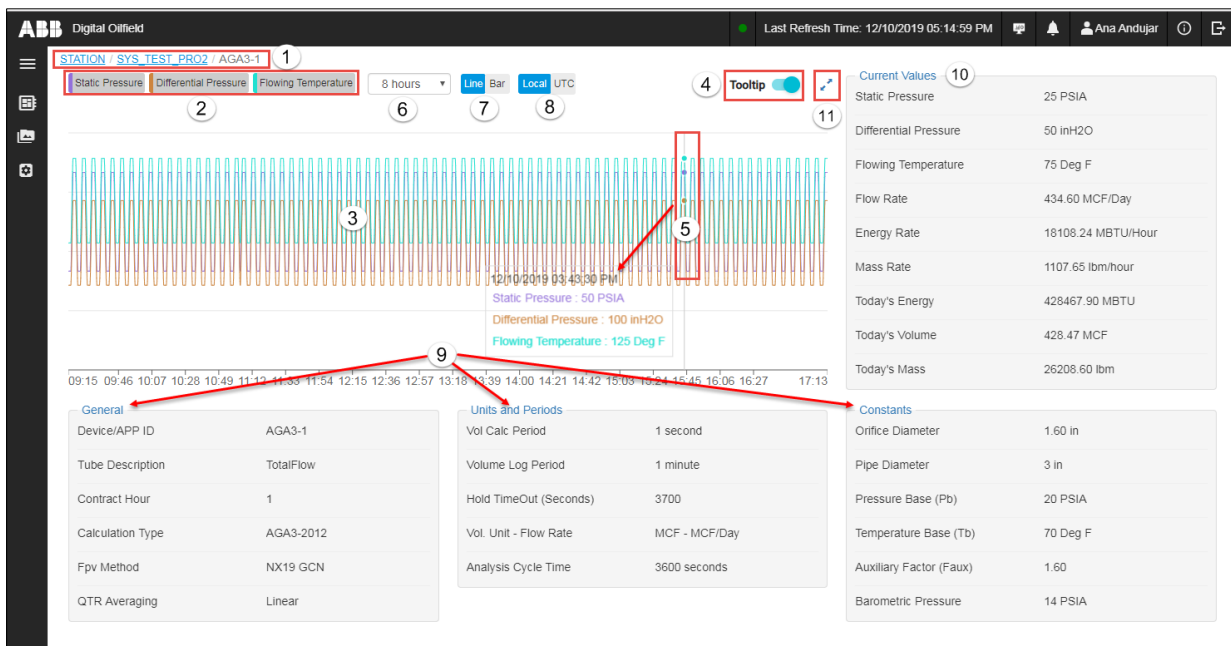 ABB Digital Oilfield Last Refresh Time: 12/10/2019 05:14:59 PM Ana Andujar
STATION / SYS_TEST_PRO2 / AGA3-1 1
Static Pressure Differential Pressure Flowing Temperature 8 hours Line Bar Local UTC 4 Tooltip
2 6 7 8 11
3
5
12/10/2019 03:43:30 PM
Static Pressure : 50 PSIA
Differential Pressure : 100 inH2O
Flowing Temperature : 125 Deg F
9
09:15 09:46 10:07 10:28 10:49 11:12 11:33 11:54 12:15 12:36 12:57 13:18 13:39 14:00 14:21 14:42 15:03 15:24 15:45 16:06 16:27 17:13
Current Values 10
Static Pressure 25 PSIA
Differential Pressure 50 inH2O
Flowing Temperature 75 Deg F
Flow Rate 434.60 MCF/Day
Energy Rate 18108.24 MBTU/Hour
Mass Rate 1107.65 lbm/hour
Today's Energy 428467.90 MBTU
Today's Volume 428.47 MCF
Today's Mass 26208.60 lbm
General
Device/APP ID AGA3-1
Tube Description TotalFlow
Contract Hour 1
Calculation Type AGA3-2012
Fpv Method NX19 GCN
QTR Averaging Linear
Units and Periods
Vol Calc Period 1 second
Volume Log Period 1 minute
Hold TimeOut (Seconds) 3700
Vol. Unit - Flow Rate MCF - MCF/Day
Analysis Cycle Time 3600 seconds
Constants
Orifice Diameter 1.60 in
Pipe Diameter 3 in
Pressure Base (Pb) 20 PSIA
Temperature Base (Tb) 70 Deg F
Auxiliary Factor (Faux) 1.60
Barometric Pressure 14 PSIA